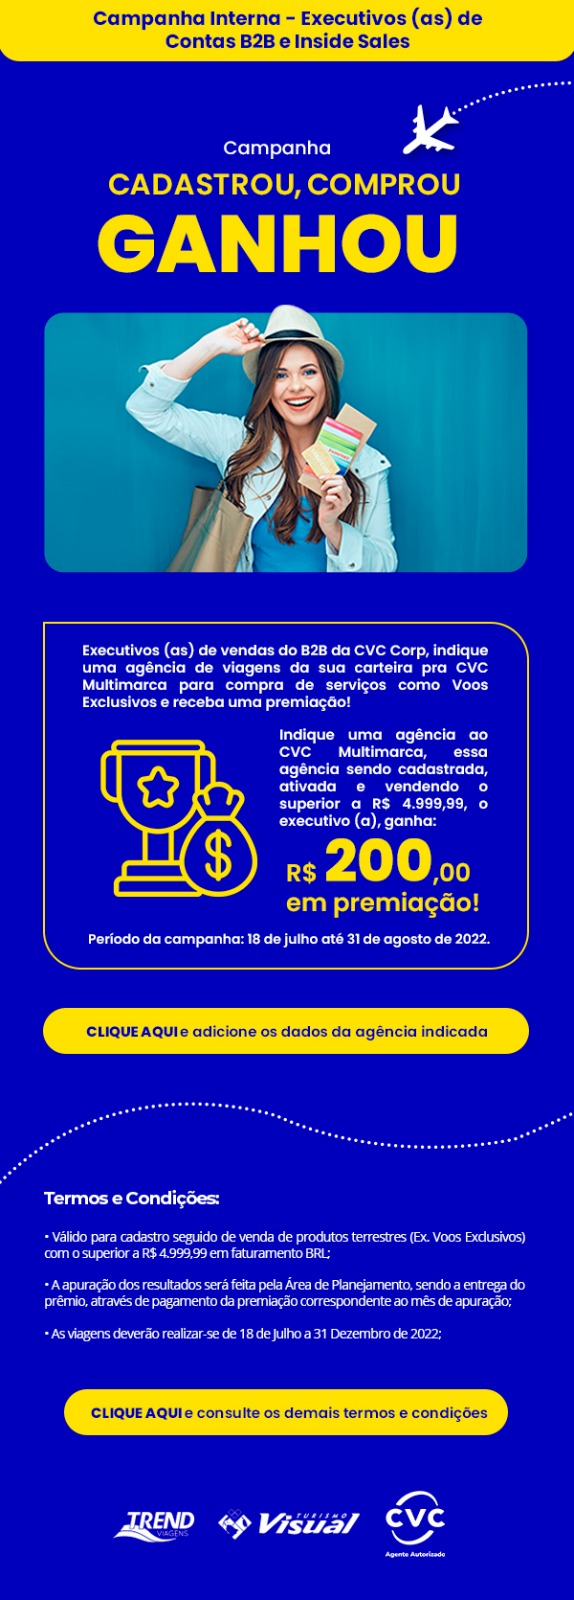 Campanha Interna - Executivos (as) de
Contas B2B e Inside Sales
Campanha
CADASTROU, COMPROU
GANHOU
Executivos (as) de vendas do B2B da CVC Corp, indique
uma agência de viagens da sua carteira pra CVC
Multimarca para compra de serviços como Voos
Exclusivos e receba uma premiação!
Indique uma agência ao
CVC Multimarca, essa
agência sendo cadastrada,
ativada e vendendo o
superior a R$ 4.999,99, o
executivo (a), ganha:
R$ 200,00
em premiação!
Período da campanha: 18 de julho até 31 de agosto de 2022.
CLIQUE AQUI e adicione os dados da agência indicada
Termos e Condições:
• Válido para cadastro seguido de venda de produtos terrestres (Ex. Voos Exclusivos)
com o superior a R$ 4.999,99 em faturamento BRL;
• A apuração dos resultados será feita pela Área de Planejamento, sendo a entrega do
prêmio, através de pagamento da premiação correspondente ao mês de apuração;
• As viagens deverão realizar-se de 18 de Julho a 31 Dezembro de 2022;
CLIQUE AQUI e consulte os demais termos e condições
TREND
VIAGENS
TURISMO
Visual
CVC
Agente Autorizado